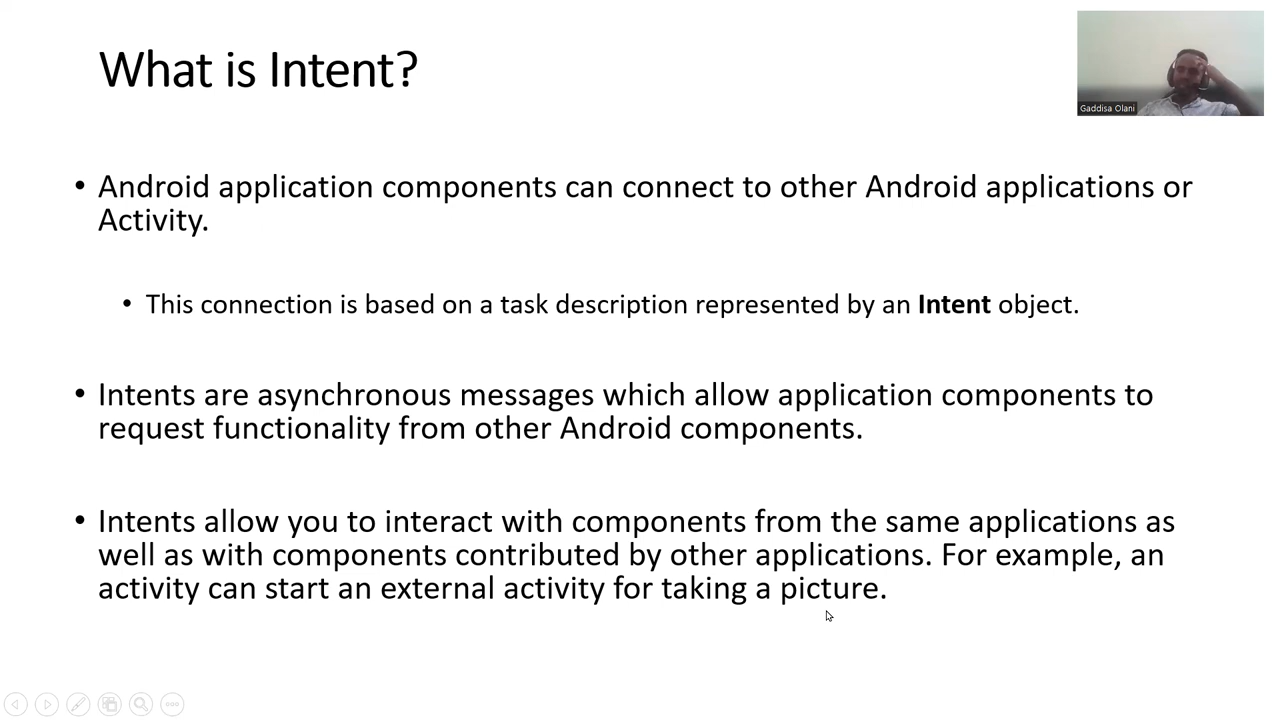 What is Intent?
Gaddisa Olani
• Android application components can connect to other Android applications or
Activity.
• This connection is based on a task description represented by an Intent object.
• Intents are asynchronous messages which allow application components to
request functionality from other Android components.
• Intents allow you to interact with components from the same applications as
well as with components contributed by other applications. For example, an
activity can start an external activity for taking a picture.